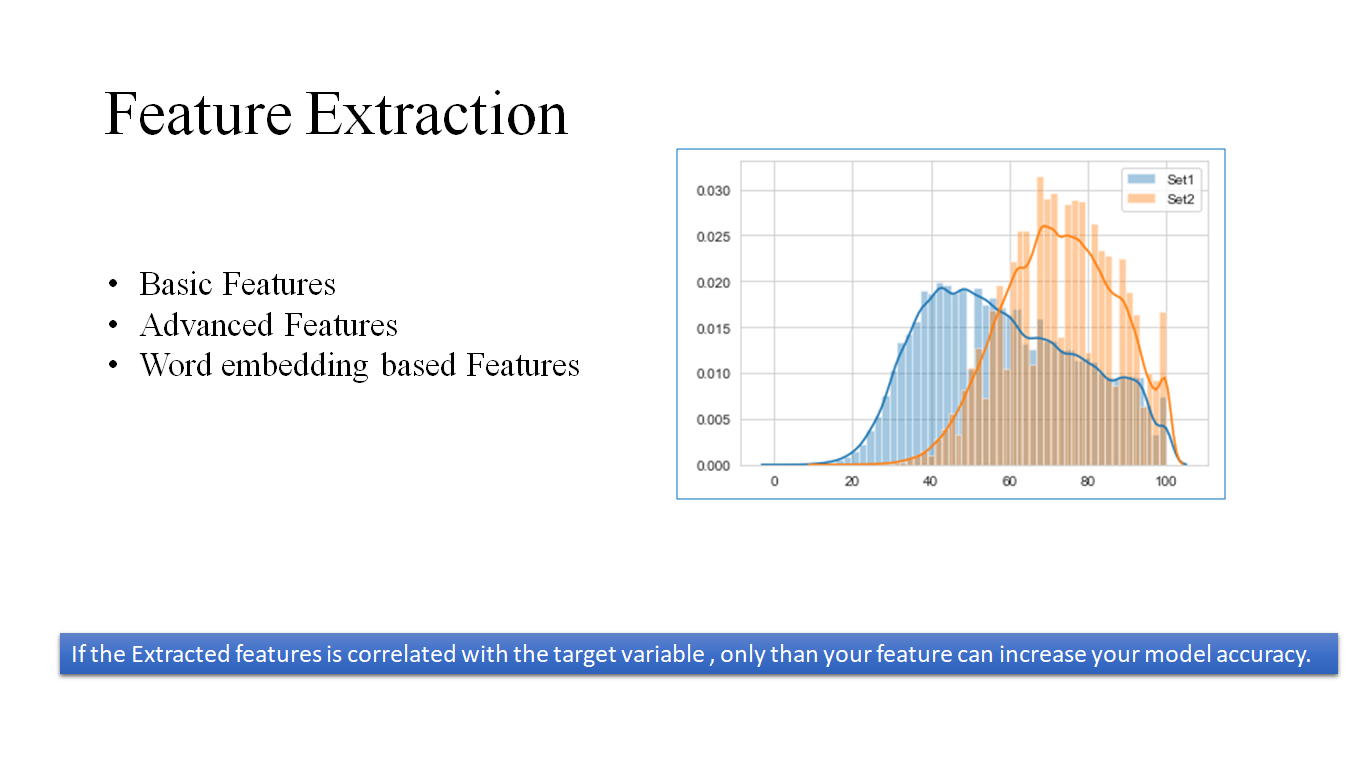 Feature Extraction
• Basic Features
• Advanced Features
• Word embedding based Features
0.030
0.025
0.020
0.015
0.010
0.005
0.000
0 20 40 60 80 100
Set1
Set2
If the Extracted features is correlated with the target variable , only than your feature can increase your model accuracy.